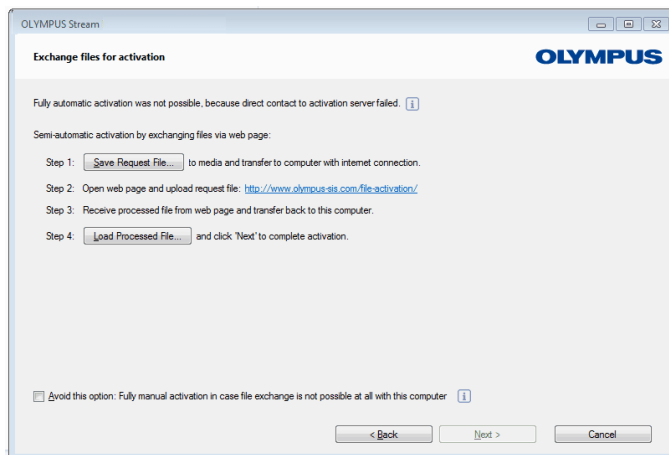 OLYMPUS Stream
Exchange files for activation
OLYMPUS
Fully automatic activation was not possible, because direct contact to activation server failed. i
Semi-automatic activation by exchanging files via web page:
Step 1: Save Request File... to media and transfer to computer with internet connection.
Step 2: Open web page and upload request file: http://www.olympus-sis.com/file-activation/
Step 3: Receive processed file from web page and transfer back to this computer.
Step 4: Load Processed File... and click 'Next' to complete activation.
Avoid this option: Fully manual activation in case file exchange is not possible at all with this computer i
< Back Next > Cancel